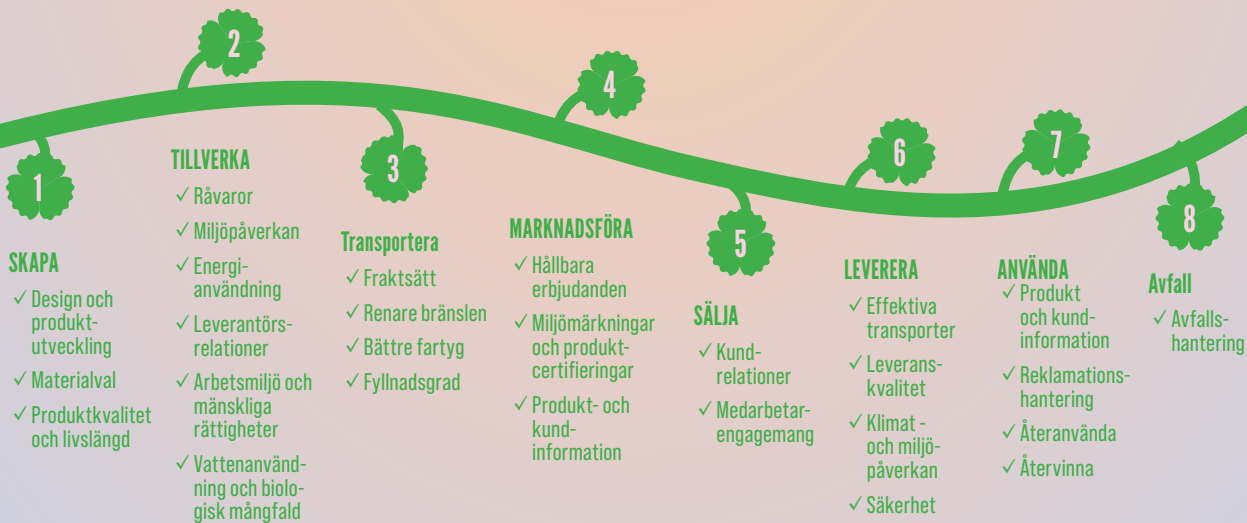 1
SKAPA
✓ Design och
produkt-
utveckling
✓ Materialval
✓ Produktkvalitet
och livslängd
2
TILLVERKA
✓ Råvaror
✓ Miljöpåverkan
✓ Energi-
användning
✓ Leverantörs-
relationer
✓ Arbetsmiljö och
mänskliga
rättigheter
✓ Vattenanvänd-
ning och biolo-
gisk mångfald
3
Transportera
✓ Fraktsätt
✓ Renare bränslen
✓ Bättre fartyg
✓ Fyllnadsgrad
4
MARKNADSFÖRA
✓ Hållbara
erbjudanden
✓ Miljömärkningar
och produkt-
certifieringar
✓ Produkt- och
kund-
information
5
SÄLJA
✓ Kund-
relationer
✓ Medarbetar-
engagemang
6
LEVERERA
✓ Effektiva
transporter
✓ Leverans-
kvalitet
✓ Klimat -
och miljö-
påverkan
✓ Säkerhet
7
ANVÄNDA
✓ Produkt
och kund-
information
✓ Reklamations-
hantering
✓ Återanvända
✓ Återvinna
8
Avfall
✓ Avfalls-
hantering